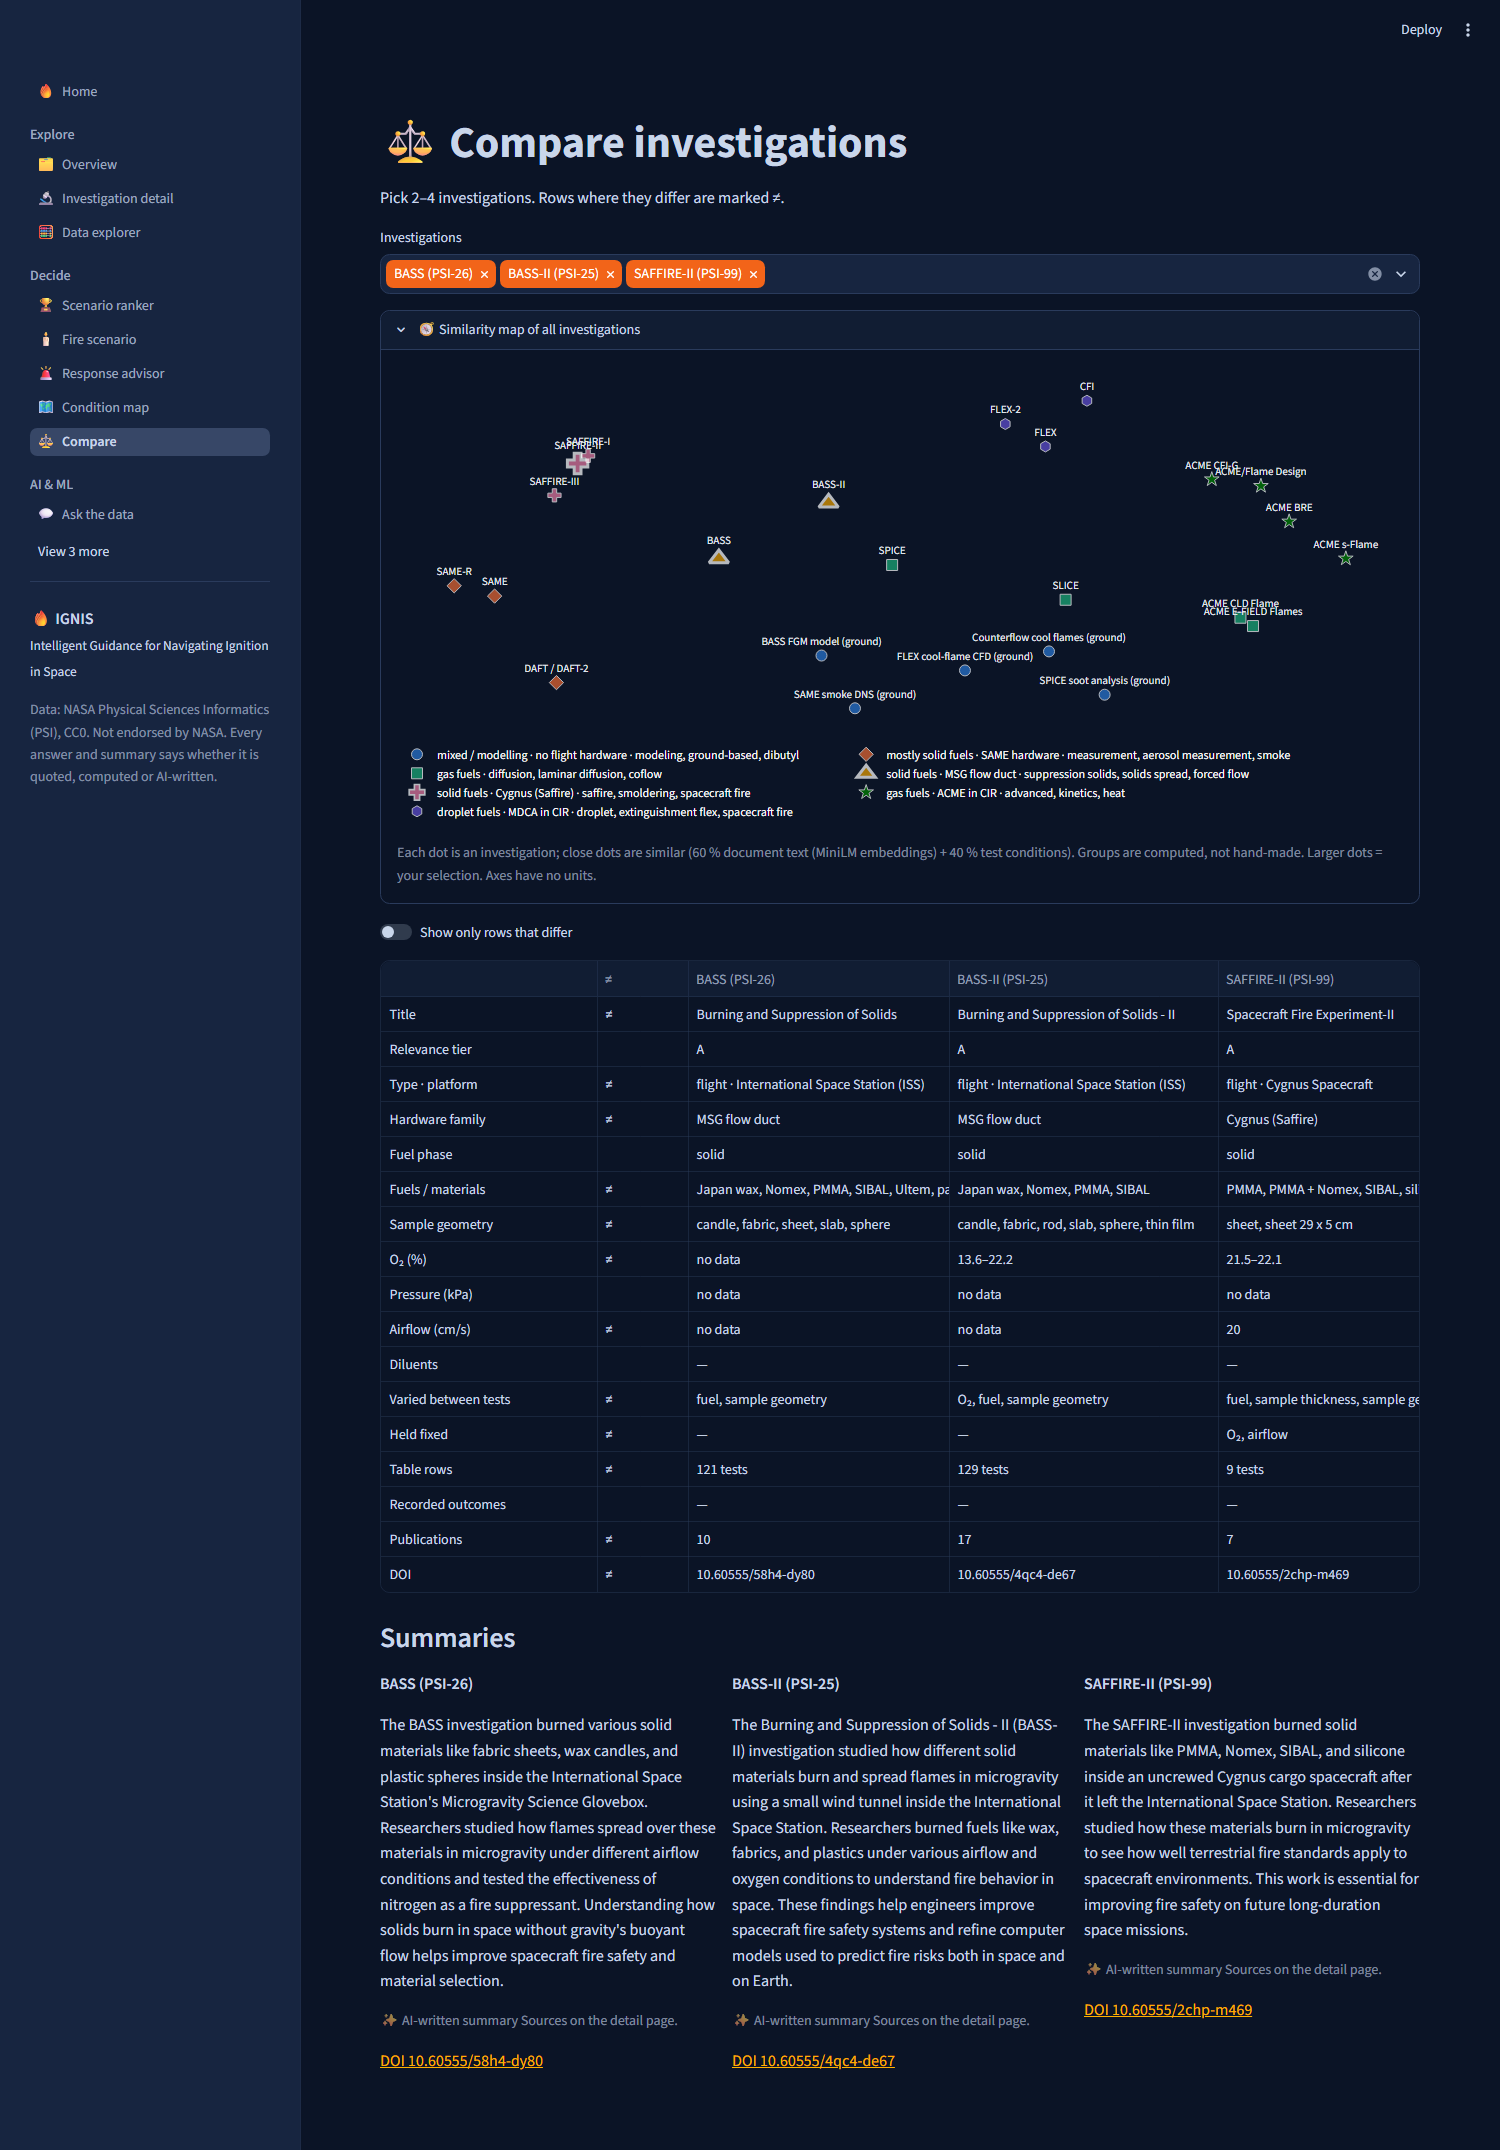 Deploy
Home
Explore
Overview
Investigation detail
Data explorer
Decide
Scenario ranker
Fire scenario
Response advisor
Condition map
Compare
AI & ML
Ask the data
View 3 more
IGNIS
Intelligent Guidance for Navigating Ignition
in Space
Data: NASA Physical Sciences Informatics
(PSI), CC0. Not endorsed by NASA. Every
answer and summary says whether it is
quoted, computed or AI-written.
Compare investigations
Pick 2–4 investigations. Rows where they differ are marked ≠.
Investigations
BASS (PSI-26) × BASS-II (PSI-25) × SAFFIRE-II (PSI-99) ×
Similarity map of all investigations
CFI
FLEX-2
FLEX
SAFFIRE-I
SAFFIRE-II
SAFFIRE-III
BASS-II
ACME CFI-G
ACME/Flame Design
ACME BRE
BASS
SPICE
ACME s-Flame
SAME-R
SAME
SLICE
ACME CLD Flame
ACME E-FIELD Flames
BASS FGM model (ground)
Counterflow cool flames (ground)
FLEX cool-flame CFD (ground)
DAFT / DAFT-2
SPICE soot analysis (ground)
SAME smoke DNS (ground)
mixed / modelling · no flight hardware · modeling, ground-based, dibutyl
gas fuels · diffusion, laminar diffusion, coflow
solid fuels · Cygnus (Saffire) · saffire, smoldering, spacecraft fire
droplet fuels · MDCA in CIR · droplet, extinguishment flex, spacecraft fire
mostly solid fuels · SAME hardware · measurement, aerosol measurement, smoke
solid fuels · MSG flow duct · suppression solids, solids spread, forced flow
gas fuels · ACME in CIR · advanced, kinetics, heat
Each dot is an investigation; close dots are similar (60 % document text (MiniLM embeddings) + 40 % test conditions). Groups are computed, not hand-made. Larger dots =
your selection. Axes have no units.
Show only rows that differ
≠ BASS (PSI-26) BASS-II (PSI-25) SAFFIRE-II (PSI-99)
Title ≠ Burning and Suppression of Solids Burning and Suppression of Solids - II Spacecraft Fire Experiment-II
Relevance tier A A A
Type · platform ≠ flight · International Space Station (ISS) flight · International Space Station (ISS) flight · Cygnus Spacecraft
Hardware family ≠ MSG flow duct MSG flow duct Cygnus (Saffire)
Fuel phase solid solid solid
Fuels / materials ≠ Japan wax, Nomex, PMMA, SIBAL, Ultem, pa Japan wax, Nomex, PMMA, SIBAL PMMA, PMMA + Nomex, SIBAL, sil
Sample geometry ≠ candle, fabric, sheet, slab, sphere candle, fabric, rod, slab, sphere, thin film sheet, sheet 29 x 5 cm
O₂ (%) ≠ no data 13.6–22.2 21.5–22.1
Pressure (kPa) no data no data no data
Airflow (cm/s) ≠ no data no data 20
Diluents — — —
Varied between tests ≠ fuel, sample geometry O₂, fuel, sample geometry fuel, sample thickness, sample ge
Held fixed ≠ — — O₂, airflow
Table rows ≠ 121 tests 129 tests 9 tests
Recorded outcomes — — —
Publications ≠ 10 17 7
DOI ≠ 10.60555/58h4-dy80 10.60555/4qc4-de67 10.60555/2chp-m469
Summaries
BASS (PSI-26)
The BASS investigation burned various solid
materials like fabric sheets, wax candles, and
plastic spheres inside the International Space
Station's Microgravity Science Glovebox.
Researchers studied how flames spread over these
materials in microgravity under different airflow
conditions and tested the effectiveness of
nitrogen as a fire suppressant. Understanding how
solids burn in space without gravity's buoyant
flow helps improve spacecraft fire safety and
material selection.
AI-written summary Sources on the detail page.
DOI 10.60555/58h4-dy80
BASS-II (PSI-25)
The Burning and Suppression of Solids - II (BASS-
II) investigation studied how different solid
materials burn and spread flames in microgravity
using a small wind tunnel inside the International
Space Station. Researchers burned fuels like wax,
fabrics, and plastics under various airflow and
oxygen conditions to understand fire behavior in
space. These findings help engineers improve
spacecraft fire safety systems and refine computer
models used to predict fire risks both in space and
on Earth.
AI-written summary Sources on the detail page.
DOI 10.60555/4qc4-de67
SAFFIRE-II (PSI-99)
The SAFFIRE-II investigation burned solid
materials like PMMA, Nomex, SIBAL, and silicone
inside an uncrewed Cygnus cargo spacecraft after
it left the International Space Station. Researchers
studied how these materials burn in microgravity
to see how well terrestrial fire standards apply to
spacecraft environments. This work is essential for
improving fire safety on future long-duration
space missions.
AI-written summary Sources on the detail page.
DOI 10.60555/2chp-m469